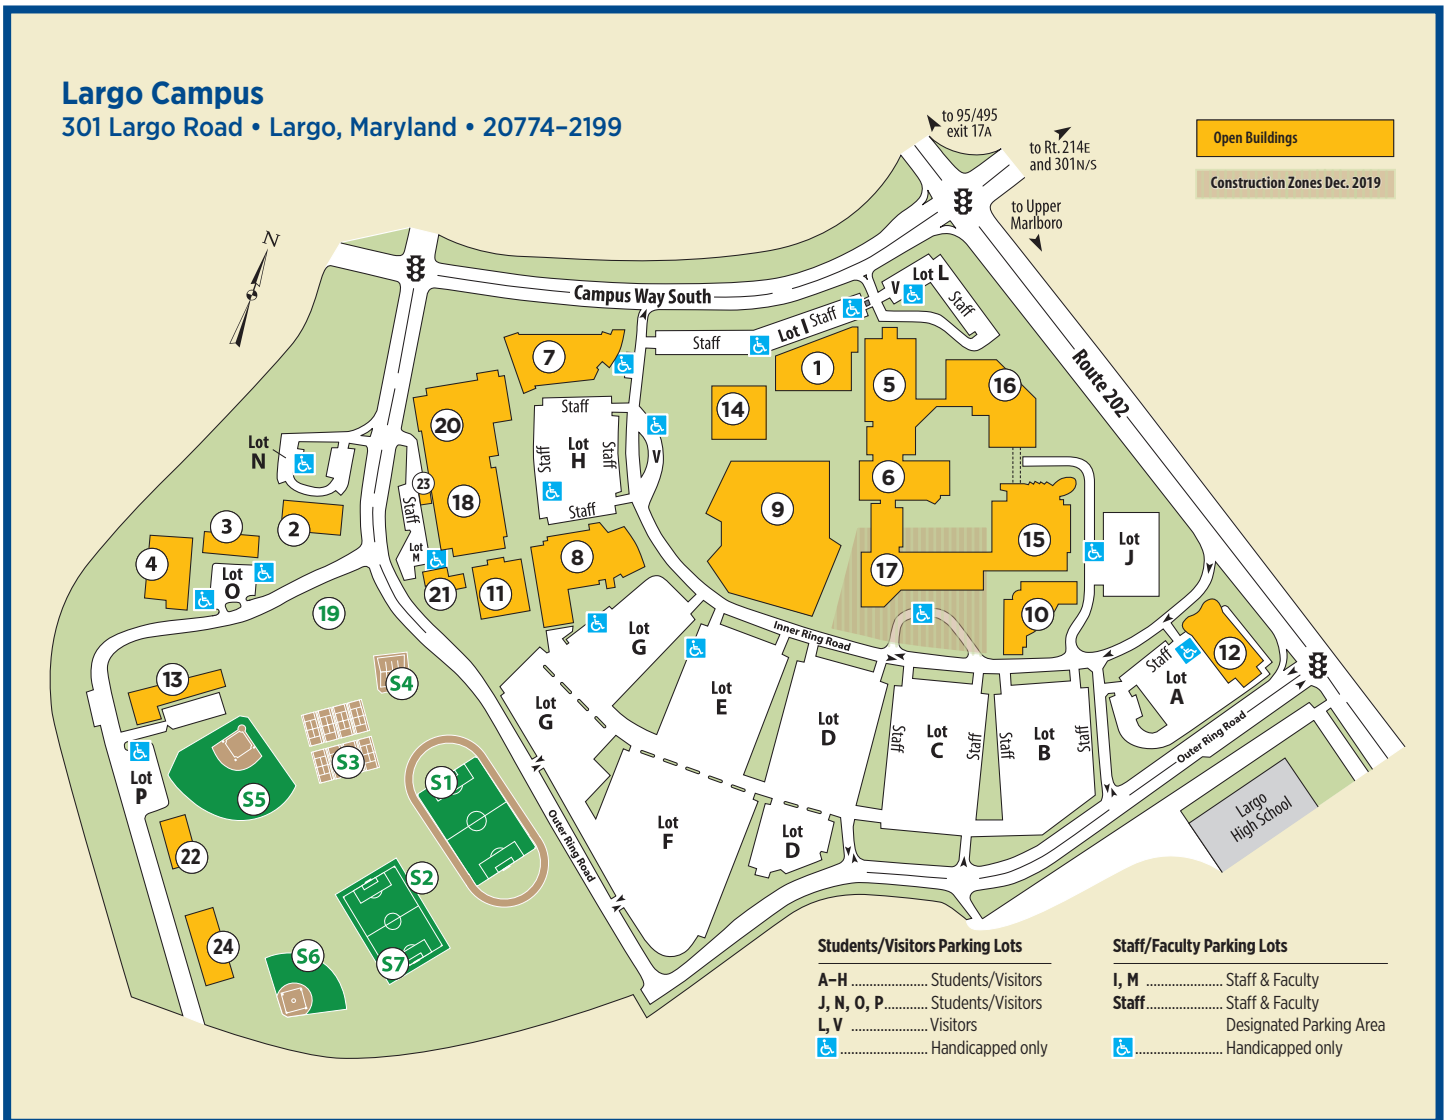 Largo Campus
301 Largo Road • Largo, Maryland • 20774–2199
to 95/495
exit 17A
to Rt. 214E
and 301N/S
to Upper
Marlboro
Open Buildings
Construction Zones Dec. 2019
N
Campus Way South
Route 202
Lot L
V
Staff
Lot I
Staff
Staff
7
1
5
16
14
20
Staff
Lot
H
Staff
Staff
Staff
V
Lot
N
23
18
Staff
Lot
M
6
9
15
17
Lot
J
2
3
4
Lot
O
8
21
11
10
19
Lot
G
Inner Ring Road
12
Staff
Lot
A
13
S4
Lot
G
Lot
E
Lot
D
Staff
Lot
C
Staff
Staff
Lot
B
Staff
Outer Ring Road
S3
S1
S5
Lot
P
Largo
High School
22
Outer Ring Road
Lot
F
Lot
D
S2
24
S6
S7
Students/Visitors Parking Lots
A–H ...................... Students/Visitors
J, N, O, P............. Students/Visitors
L, V ...................... Visitors
......................... Handicapped only
Staff/Faculty Parking Lots
I, M ...................... Staff & Faculty
Staff...................... Staff & Faculty
Designated Parking Area
......................... Handicapped only